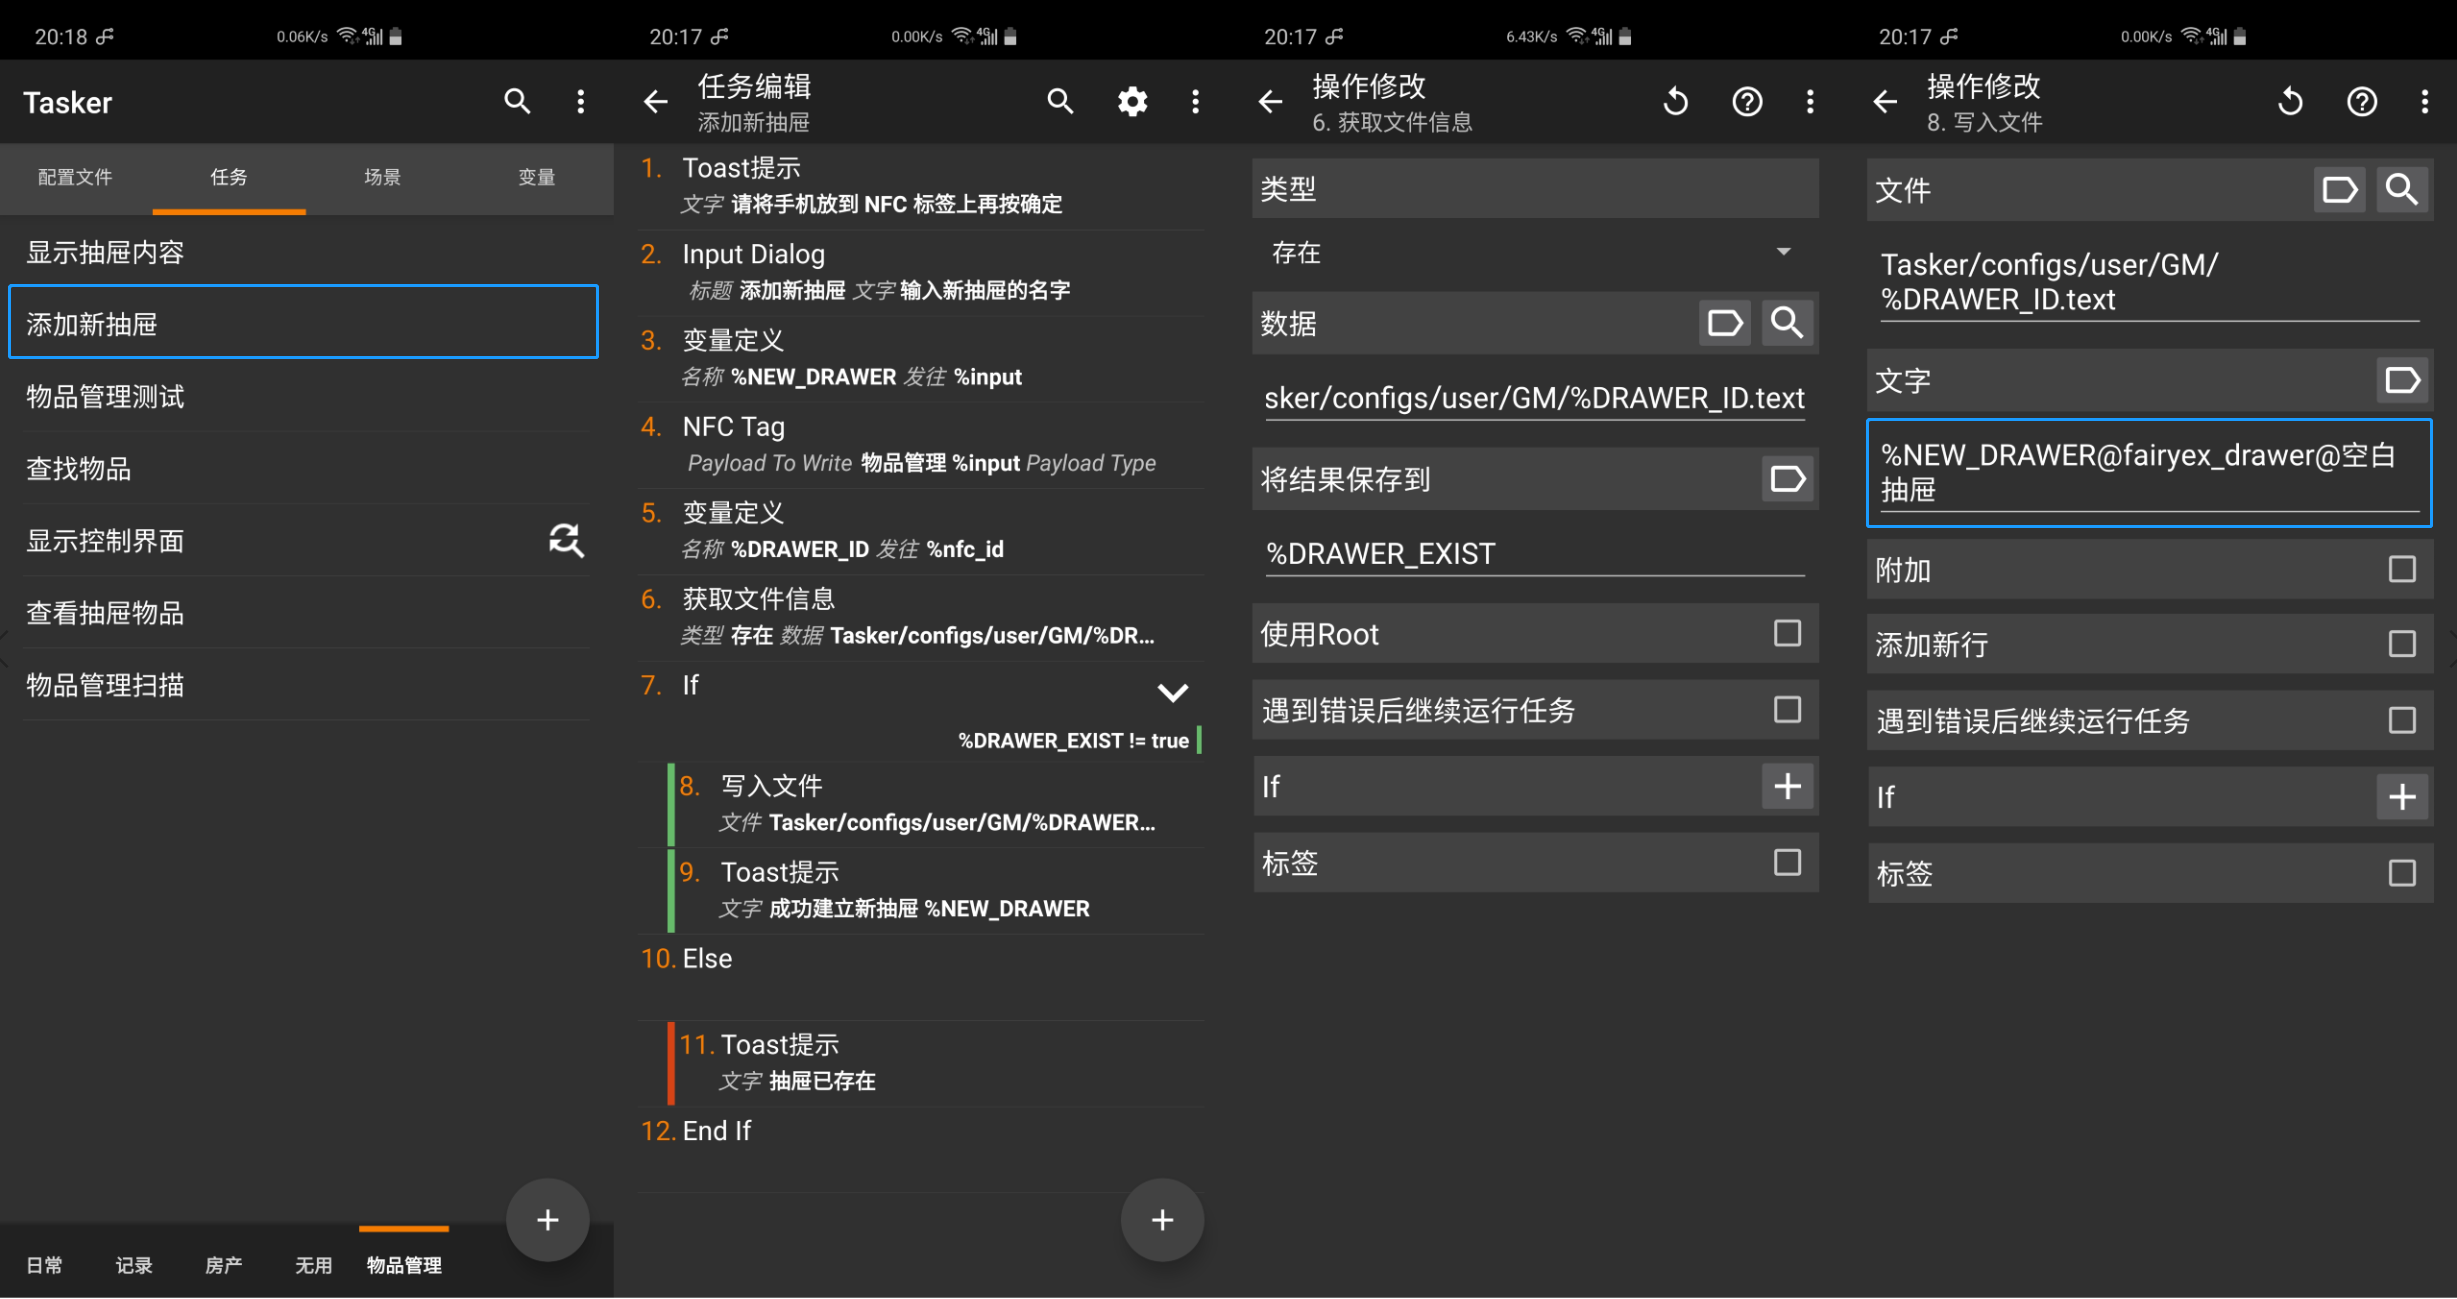 20:18
0.06K/s 4G
Tasker
配置文件
任务
场景
变量
显示抽屉内容
添加新抽屉
物品管理测试
查找物品
显示控制界面
查看抽屉物品
物品管理扫描
日常
记录
房产
无用
物品管理
20:17
0.00K/s 4G
任务编辑
添加新抽屉
1. Toast提示
文字 请将手机放到 NFC 标签上再按确定
2. Input Dialog
标题 添加新抽屉 文字 输入新抽屉的名字
3. 变量定义
名称 %NEW_DRAWER 发往 %input
4. NFC Tag
Payload To Write 物品管理 %input Payload Type
5. 变量定义
名称 %DRAWER_ID 发往 %nfc_id
6. 获取文件信息
类型 存在 数据 Tasker/configs/user/GM/%DR...
7. If
%DRAWER_EXIST != true
8. 写入文件
文件 Tasker/configs/user/GM/%DRAWER...
9. Toast提示
文字 成功建立新抽屉 %NEW_DRAWER
10. Else
11. Toast提示
文字 抽屉已存在
12. End If
20:17
6.43K/s 4G
操作修改
6. 获取文件信息
类型
存在
数据
sker/configs/user/GM/%DRAWER_ID.text
将结果保存到
%DRAWER_EXIST
使用Root
遇到错误后继续运行任务
If
标签
20:17
0.00K/s 4G
操作修改
8. 写入文件
文件
Tasker/configs/user/GM/
%DRAWER_ID.text
文字
%NEW_DRAWER@fairyex_drawer@空白
抽屉
附加
添加新行
遇到错误后继续运行任务
If
标签